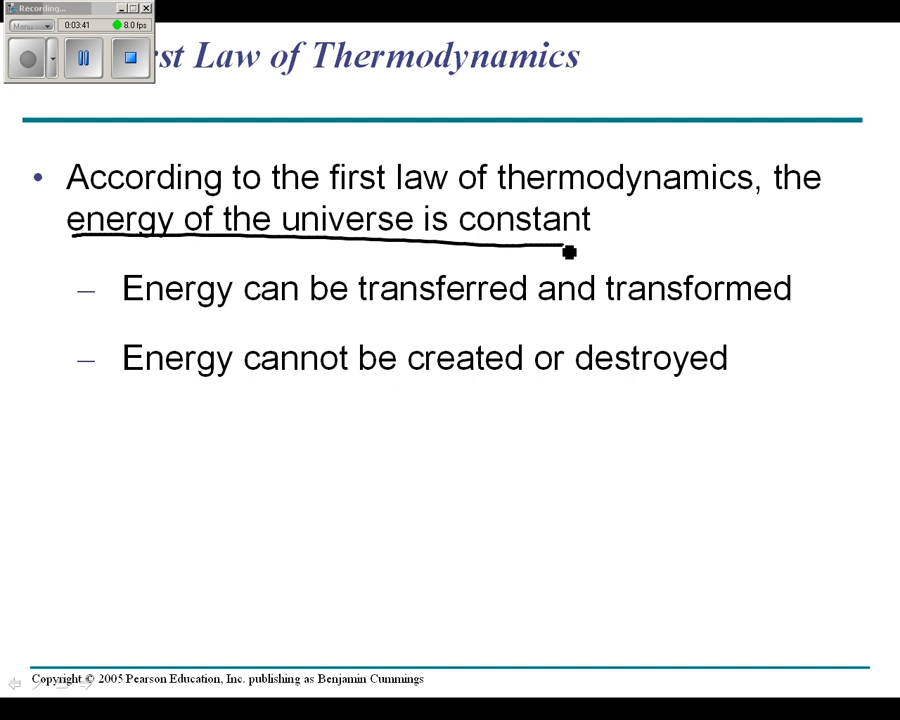 Recording...
Menu
0:03:41
8.0 fps
rst Law of Thermodynamics
• According to the first law of thermodynamics, the
energy of the universe is constant
– Energy can be transferred and transformed
– Energy cannot be created or destroyed
Copyright © 2005 Pearson Education, Inc. publishing as Benjamin Cummings